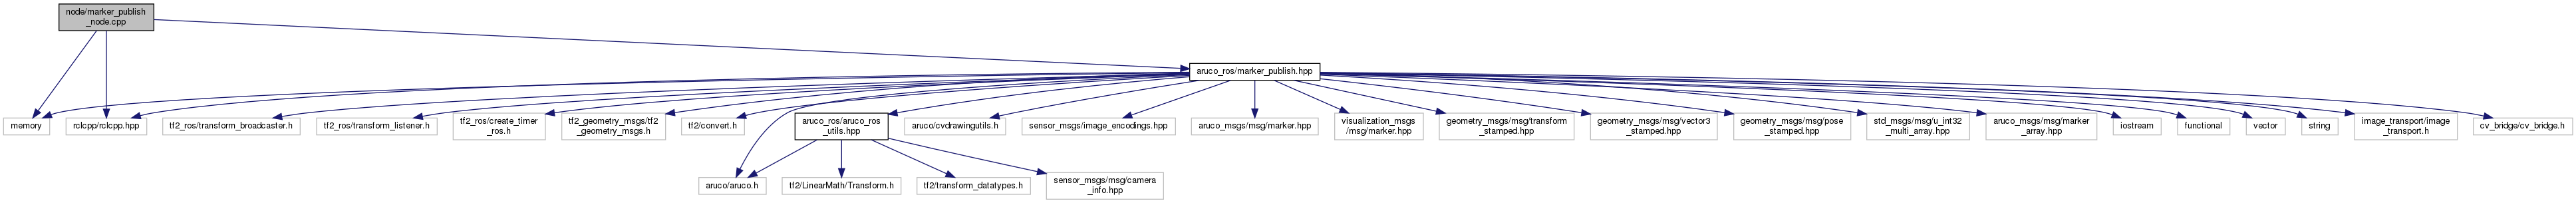 node/marker_publish
_node.cpp
aruco_ros/marker_publish.hpp
memory
rclcpp/rclcpp.hpp
tf2_ros/transform_broadcaster.h
tf2_ros/transform_listener.h
tf2_ros/create_timer
_ros.h
tf2_geometry_msgs/tf2
_geometry_msgs.h
tf2/convert.h
aruco_ros/aruco_ros
_utils.hpp
aruco/cvdrawingutils.h
sensor_msgs/image_encodings.hpp
aruco_msgs/msg/marker.hpp
visualization_msgs
/msg/marker.hpp
geometry_msgs/msg/transform
_stamped.hpp
geometry_msgs/msg/vector3
_stamped.hpp
geometry_msgs/msg/pose
_stamped.hpp
std_msgs/msg/u_int32
_multi_array.hpp
aruco_msgs/msg/marker
_array.hpp
iostream
functional
vector
string
image_transport/image
_transport.h
cv_bridge/cv_bridge.h
aruco/aruco.h
tf2/LinearMath/Transform.h
tf2/transform_datatypes.h
sensor_msgs/msg/camera
_info.hpp